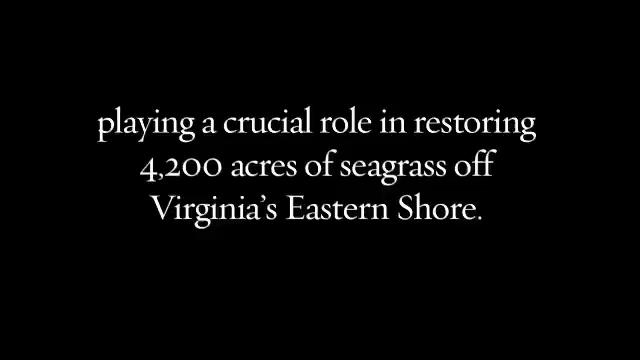 playing a crucial role in restoring
4,200 acres of seagrass off
Virginia’s Eastern Shore.